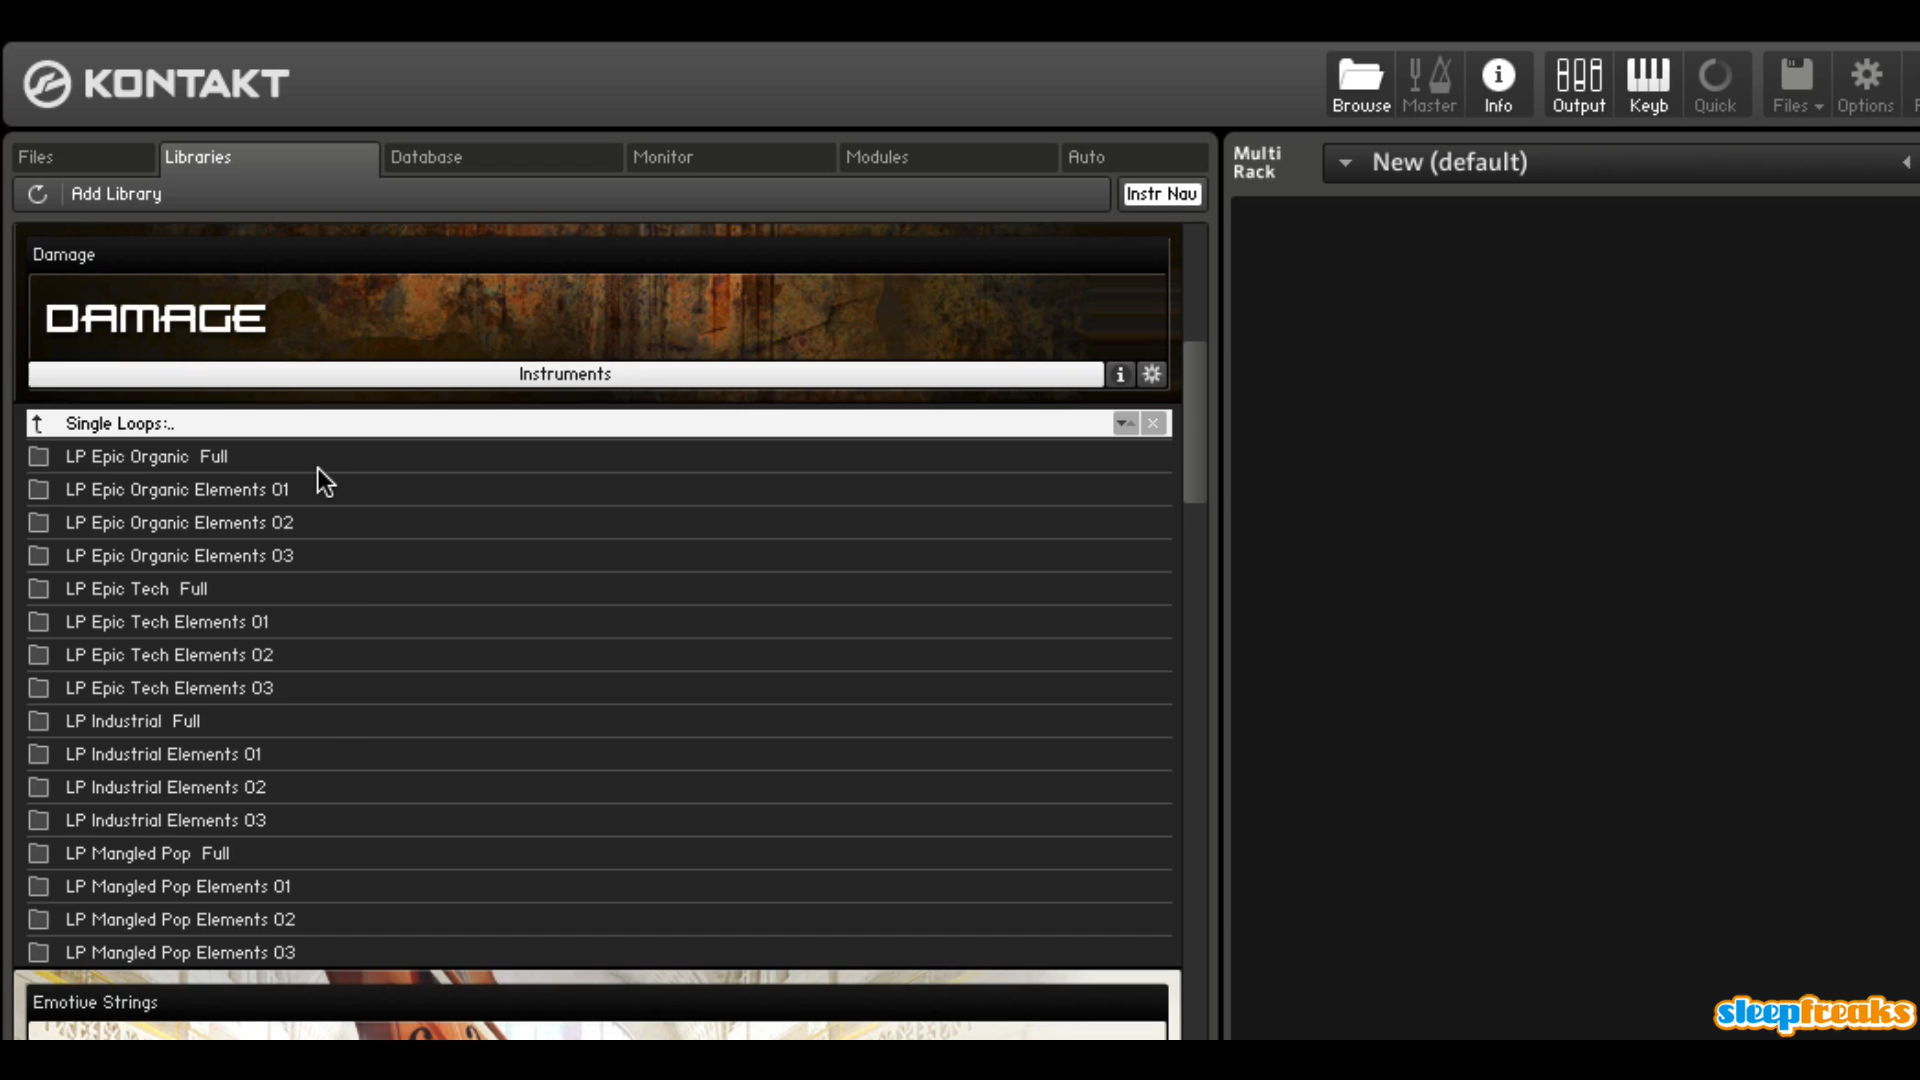 KONTAKT
Browse
Master
Info
Output
Keyb
Quick
Files
Options
Files
Libraries
Database
Monitor
Modules
Auto
Add Library
Instr Nav
Multi
Rack
New (default)
Damage
DAMAGE
Instruments
Single Loops:..
LP Epic Organic  Full
LP Epic Organic Elements 01
LP Epic Organic Elements 02
LP Epic Organic Elements 03
LP Epic Tech  Full
LP Epic Tech Elements 01
LP Epic Tech Elements 02
LP Epic Tech Elements 03
LP Industrial  Full
LP Industrial Elements 01
LP Industrial Elements 02
LP Industrial Elements 03
LP Mangled Pop  Full
LP Mangled Pop Elements 01
LP Mangled Pop Elements 02
LP Mangled Pop Elements 03
Emotive Strings
sleepfreaks